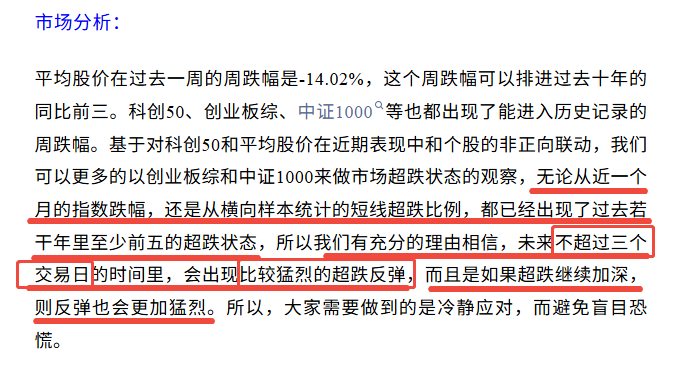 市场分析：
平均股价在过去一周的周跌幅是-14.02%，这个周跌幅可以排进过去十年的
同比前三。科创50、创业板综、中证1000等也都出现了能进入历史记录的
周跌幅。基于对科创50和平均股价在近期表现中和个股的非正向联动，我们
可以更多的以创业板综和中证1000来做市场超跌状态的观察，无论从近一个
月的指数跌幅，还是从横向样本统计的短线超跌比例，都已经出现了过去若
干年里至少前五的超跌状态，所以我们有充分的理由相信，未来不超过三个
交易日的时间里，会出现比较猛烈的超跌反弹，而且是如果超跌继续加深，
则反弹也会更加猛烈。所以，大家需要做到的是冷静应对，而避免盲目恐
慌。